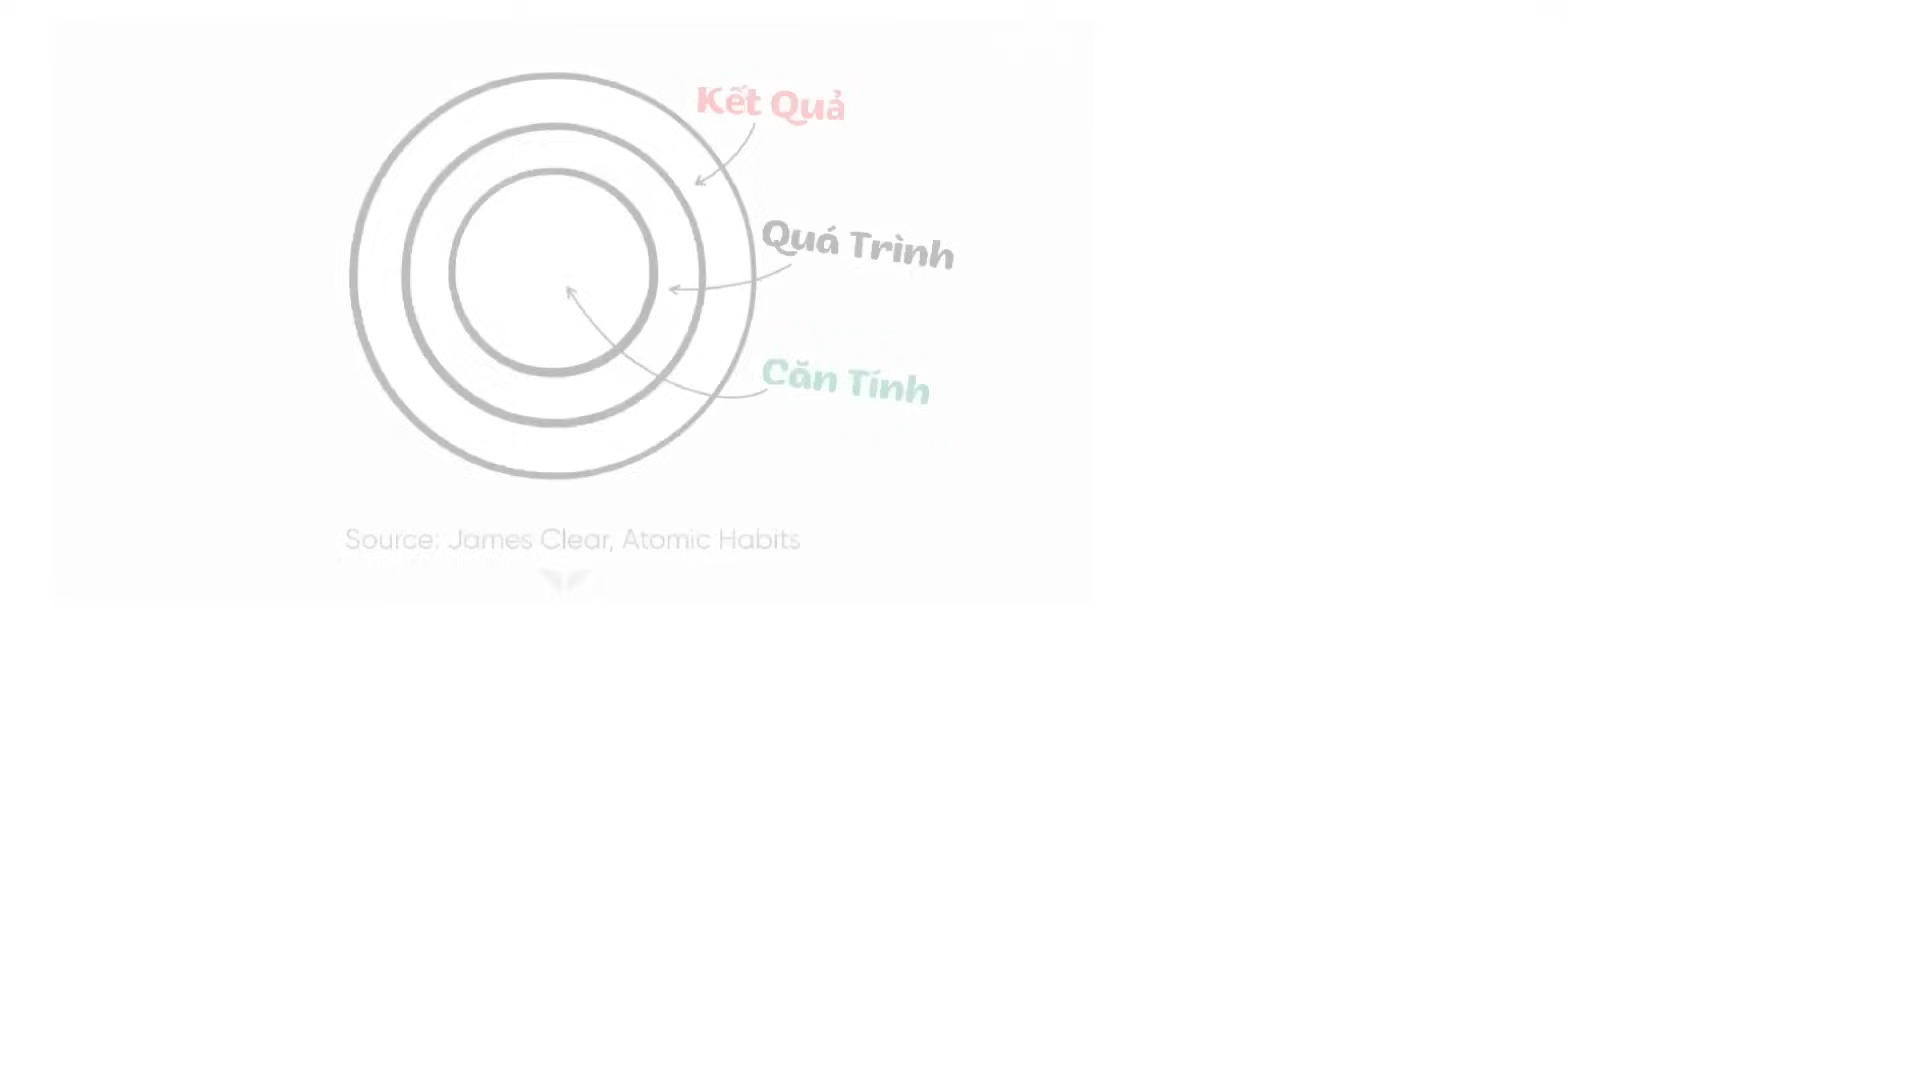 Kết Quả
Quá Trình
Căn Tính
Source: James Clear, Atomic Habits